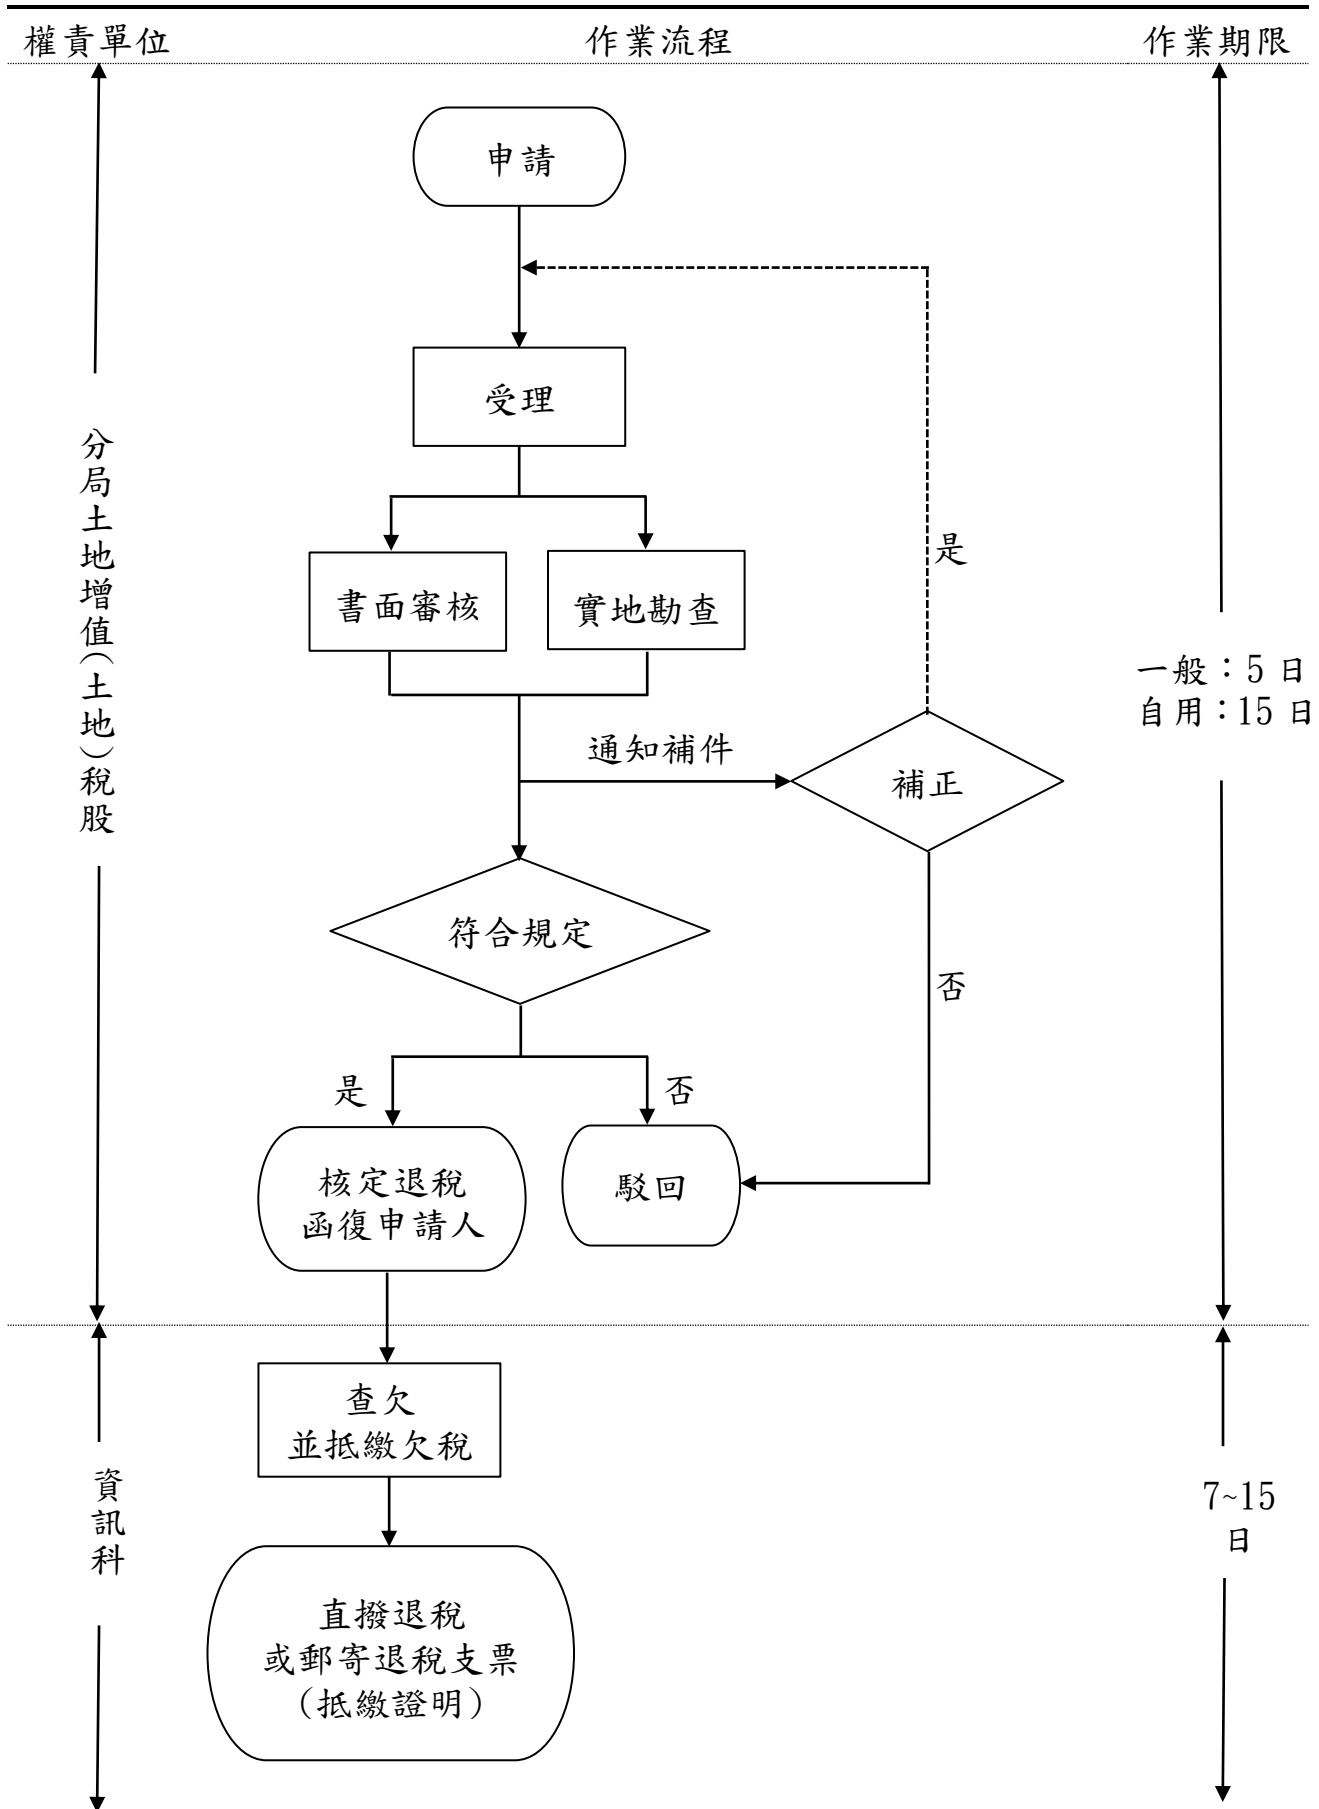 權責單位
作業流程
作業期限
申請
受理
書面審核
實地勘查
是
分局土地增值(土地)稅股
一般：5 日
自用：15 日
通知補件
補正
符合規定
否
是
否
核定退稅
函復申請人
駁回
查欠
並抵繳欠稅
資訊科
7~15
日
直撥退稅
或郵寄退稅支票
(抵繳證明)